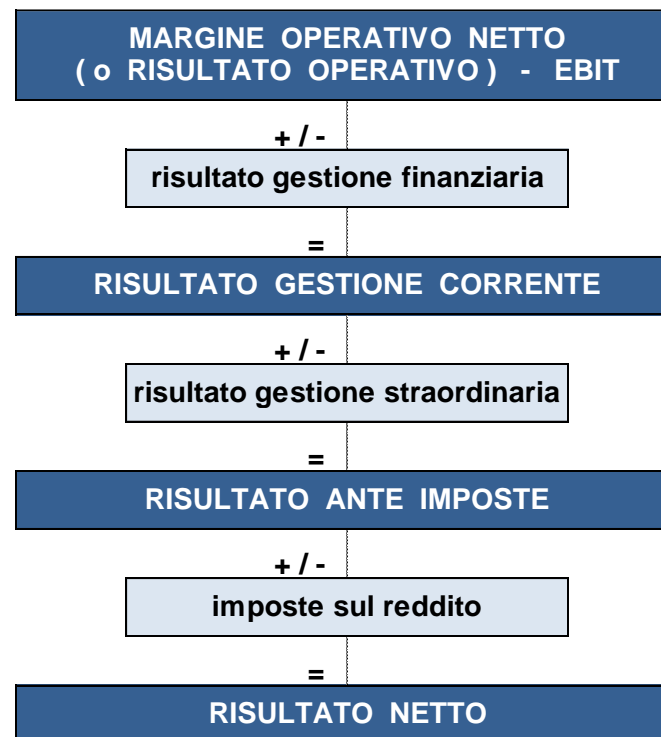 MARGINE OPERATIVO NETTO
( o RISULTATO OPERATIVO ) - EBIT
+ / -
risultato gestione finanziaria
=
RISULTATO GESTIONE CORRENTE
+ / -
risultato gestione straordinaria
=
RISULTATO ANTE IMPOSTE
+ / -
imposte sul reddito
=
RISULTATO NETTO